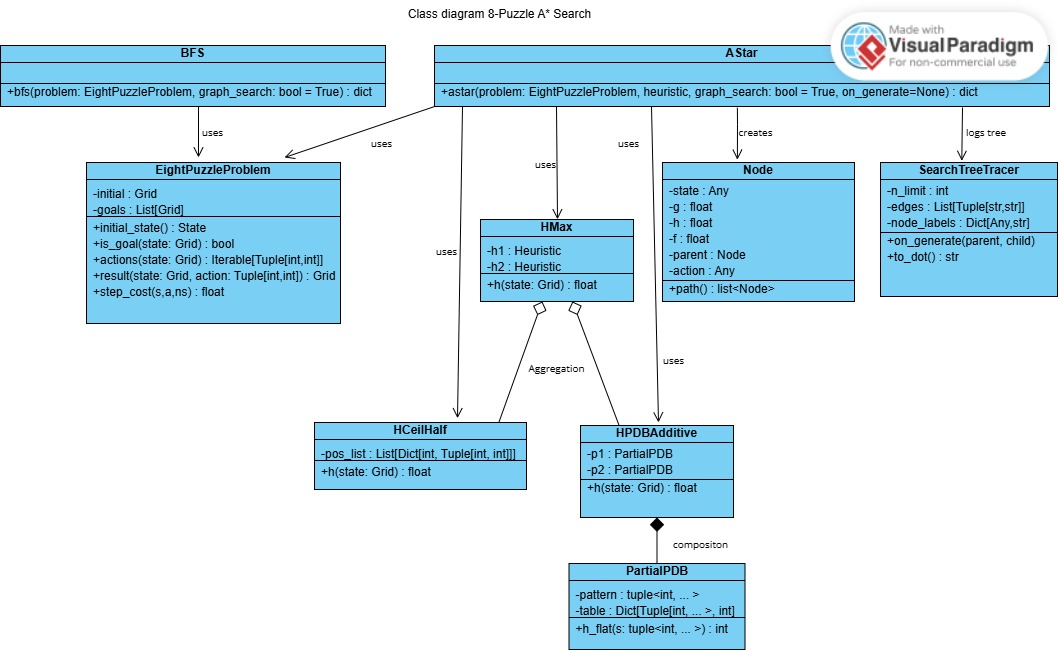 Class diagram 8-Puzzle A* Search
Made with
Visual Paradigm
For non-commercial use
BFS
+bfs(problem: EightPuzzleProblem, graph_search: bool = True) : dict
AStar
+astar(problem: EightPuzzleProblem, heuristic, graph_search: bool = True, on_generate=None) : dict
uses
uses
uses
uses
uses
creates
logs tree
EightPuzzleProblem
-initial : Grid
-goals : List[Grid]
+initial_state() : State
+is_goal(state: Grid) : bool
+actions(state: Grid) : Iterable[Tuple[int,int]]
+result(state: Grid, action: Tuple[int,int]) : Grid
+step_cost(s,a,ns) : float
HMax
-h1 : Heuristic
-h2 : Heuristic
+h(state: Grid) : float
Node
-state : Any
-g : float
-h : float
-f : float
-parent : Node
-action : Any
+path() : list<Node>
SearchTreeTracer
-n_limit : int
-edges : List[Tuple[str,str]]
-node_labels : Dict[Any,str]
+on_generate(parent, child)
+to_dot() : str
Aggregation
uses
HCeilHalf
-pos_list : List[Dict[int, Tuple[int, int]]]
+h(state: Grid) : float
HPDBAdditive
-p1 : PartialPDB
-p2 : PartialPDB
+h(state: Grid) : float
compositon
PartialPDB
-pattern : tuple<int, ... >
-table : Dict[Tuple[int, ... >, int]
+h_flat(s: tuple<int, ... >) : int